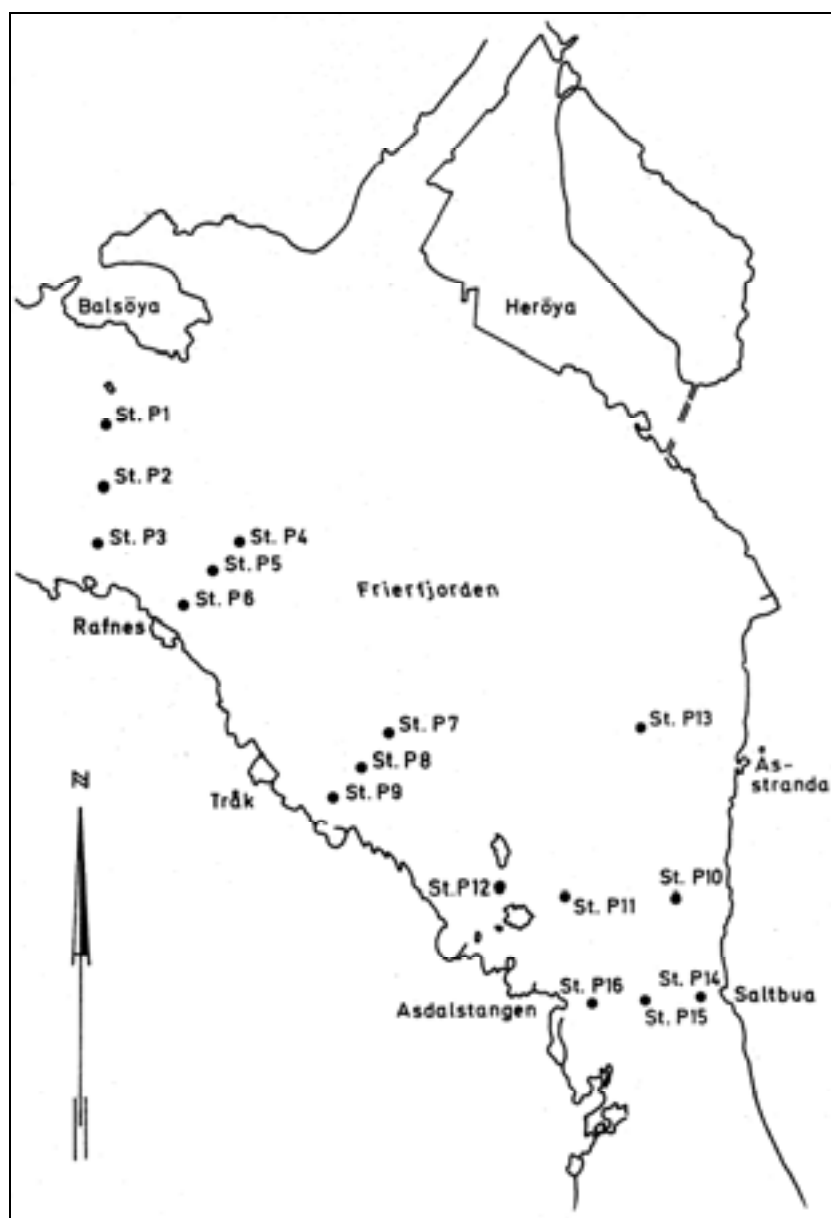 Balsöya
Heröya
St. P1
St. P2
St. P3
St. P4
St. P5
St. P6
Frierfjorden
Rafnes
St. P7
St. P13
St. P8
Ås-
stranda
St. P9
Tråk
N
St. P12
St. P10
St. P11
St. P14
Saltbua
St. P16
St. P15
Asdalstangen